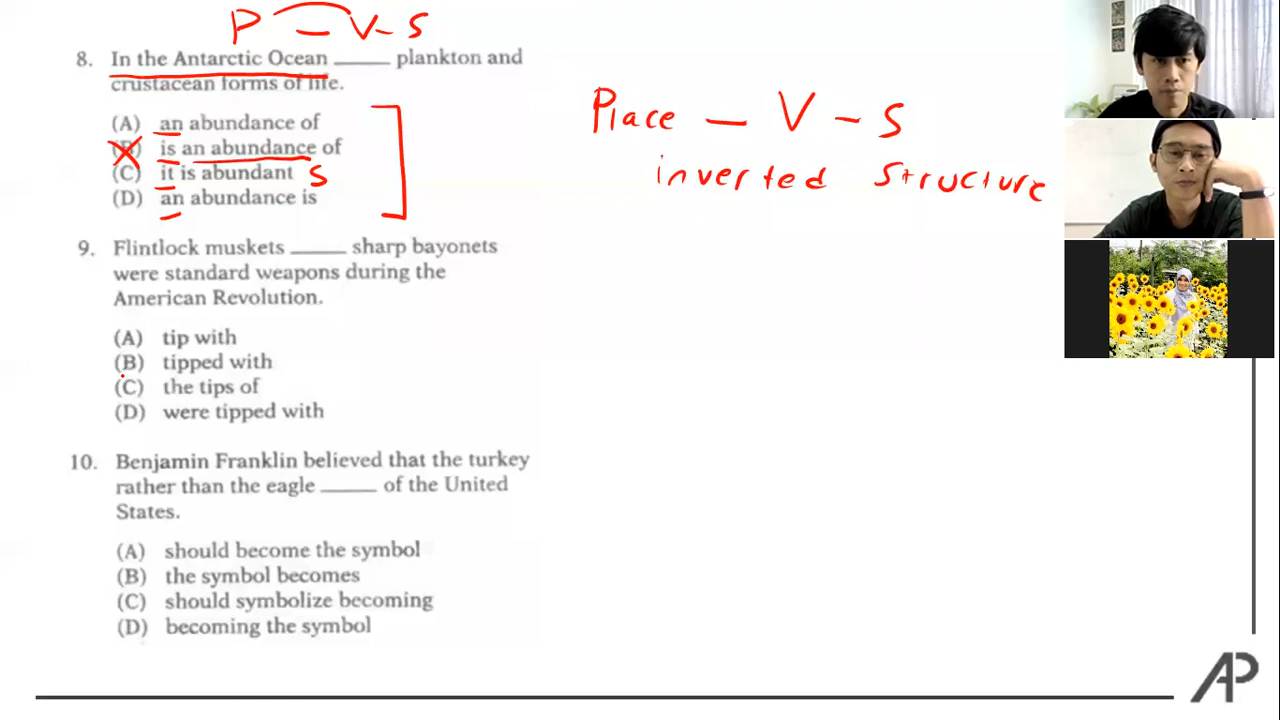 P — V - S
8. In the Antarctic Ocean _____ plankton and
crustacean forms of life.
(A) an abundance of
(B) is an abundance of
(C) it is abundant S
(D) an abundance is
Place — V - S
inverted structure
9. Flintlock muskets _____ sharp bayonets
were standard weapons during the
American Revolution.
(A) tip with
(B) tipped with
(C) the tips of
(D) were tipped with
10. Benjamin Franklin believed that the turkey
rather than the eagle _____ of the United
States.
(A) should become the symbol
(B) the symbol becomes
(C) should symbolize becoming
(D) becoming the symbol
AP